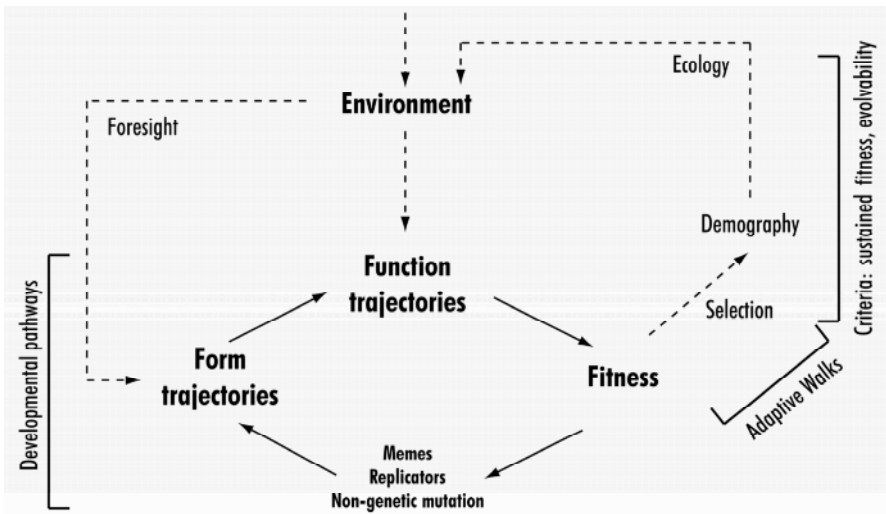 Ecology
Environment
Foresight
Criteria: sustained fitness, evolvability
Demography
Function
trajectories
Selection
Developmental pathways
Form
trajectories
Fitness
Adaptive Walks
Memes
Replicators
Non-genetic mutation